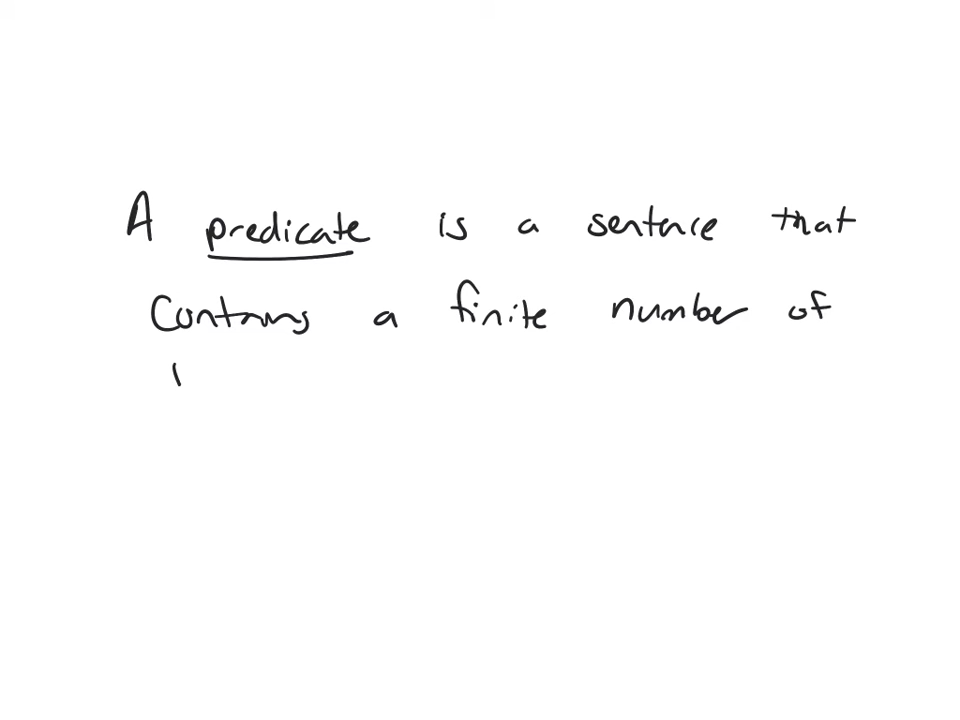 A predicate is a sentence that
Contains a finite number of